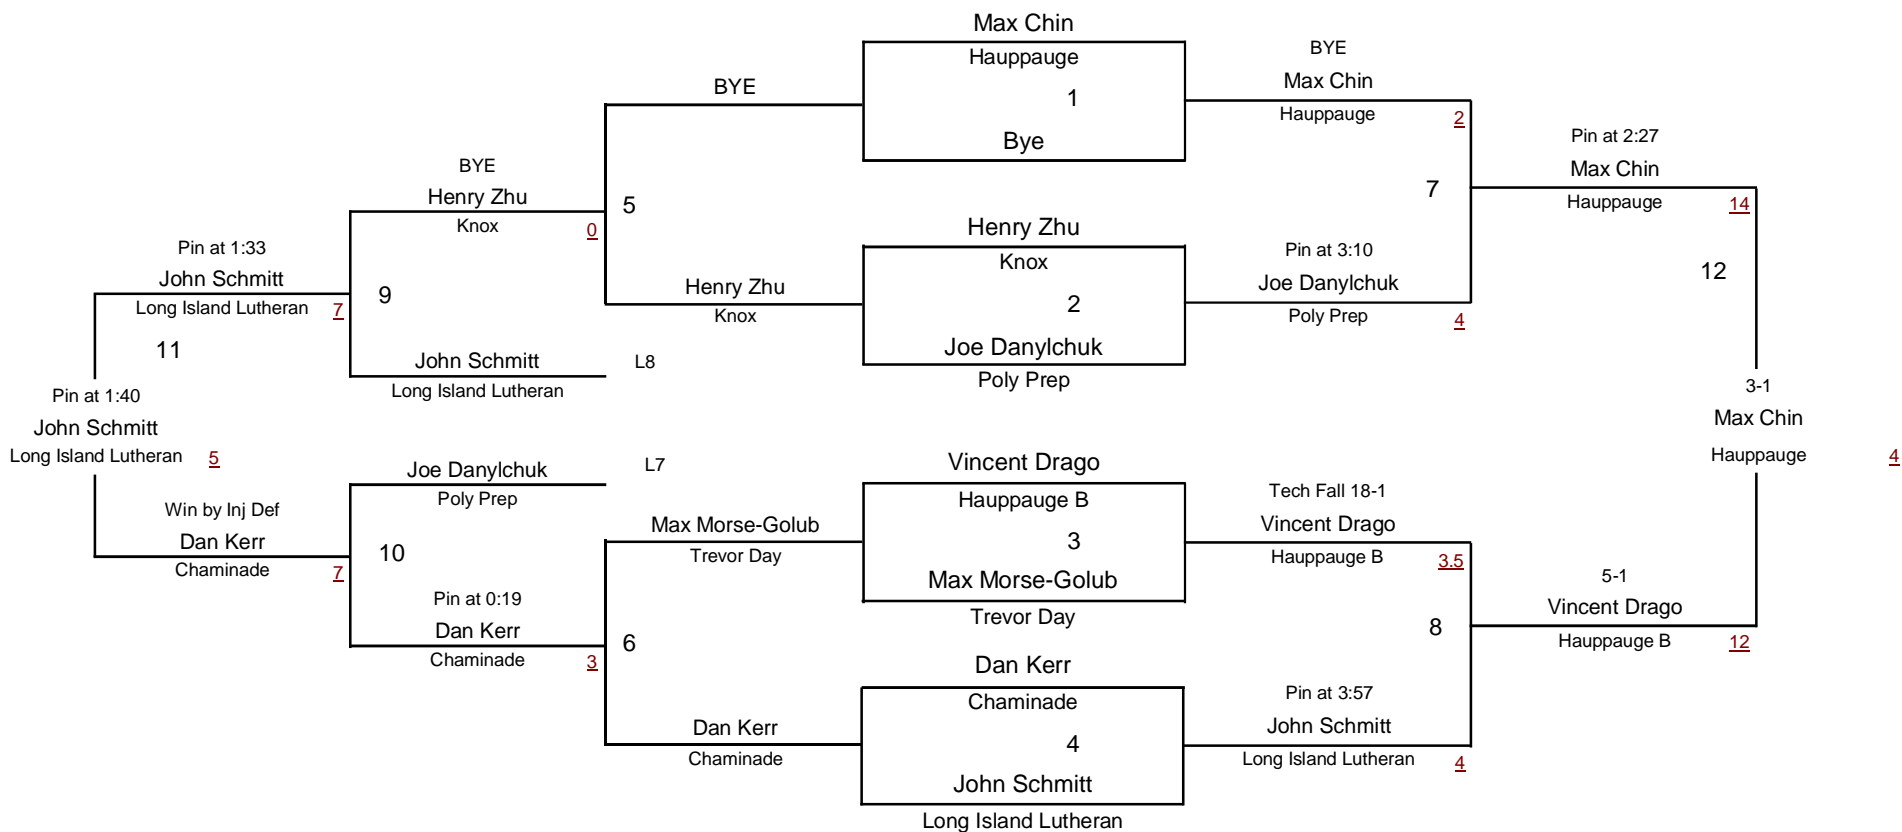 Max Chin
Hauppauge
1
Bye
BYE
BYE
Max Chin
Hauppauge
2
Pin at 2:27
Max Chin
Hauppauge
14
7
12
BYE
Henry Zhu
Knox
0
5
Henry Zhu
Knox
2
Joe Danylchuk
Poly Prep
Henry Zhu
Knox
Pin at 3:10
Joe Danylchuk
Poly Prep
4
Pin at 1:33
John Schmitt
Long Island Lutheran
7
9
11
John Schmitt
Long Island Lutheran
L8
Pin at 1:40
John Schmitt
Long Island Lutheran
5
3-1
Max Chin
Hauppauge
4
Joe Danylchuk
Poly Prep
L7
Vincent Drago
Hauppauge B
3
Max Morse-Golub
Trevor Day
Max Morse-Golub
Trevor Day
Tech Fall 18-1
Vincent Drago
Hauppauge B
3.5
Win by Inj Def
Dan Kerr
Chaminade
7
10
Pin at 0:19
Dan Kerr
Chaminade
3
6
8
5-1
Vincent Drago
Hauppauge B
12
Dan Kerr
Chaminade
4
John Schmitt
Long Island Lutheran
Dan Kerr
Chaminade
Pin at 3:57
John Schmitt
Long Island Lutheran
4